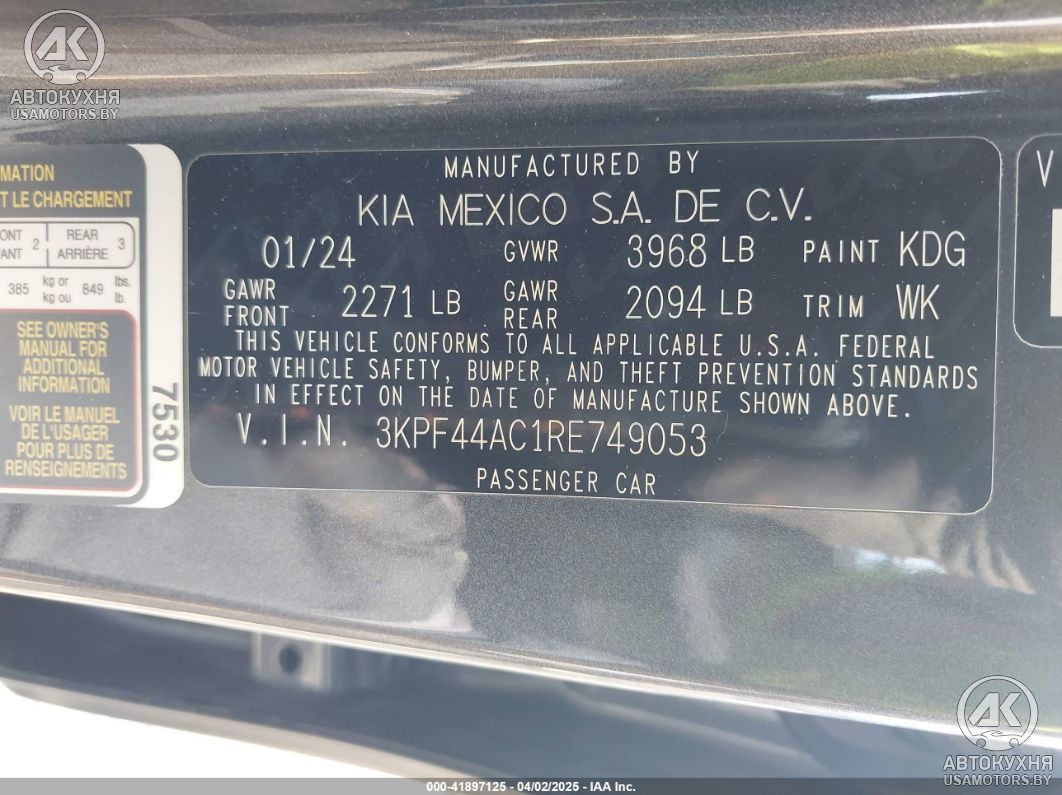 AK
АВТОКУХНЯ
USAMOTORS.BY
MATION
T LE CHARGEMENT
ONT 2 REAR 3
ANT ARRIÈRE
385 kg or 849 lbs.
kg ou lb.
SEE OWNER'S
MANUAL FOR
ADDITIONAL
INFORMATION
VOIR LE MANUEL
DE L'USAGER
POUR PLUS DE
RENSEIGNEMENTS
7530
MANUFACTURED BY
KIA MEXICO S.A. DE C.V.
01/24 GVWR 3968 LB PAINT KDG
GAWR FRONT 2271 LB GAWR REAR 2094 LB TRIM WK
THIS VEHICLE CONFORMS TO ALL APPLICABLE U.S.A. FEDERAL
MOTOR VEHICLE SAFETY, BUMPER, AND THEFT PREVENTION STANDARDS
IN EFFECT ON THE DATE OF MANUFACTURE SHOWN ABOVE.
V.I.N. 3KPF44AC1RE749053
PASSENGER CAR
V
AK
АВТОКУХНЯ
USAMOTORS.BY
000-41897125 - 04/02/2025 - IAA Inc.